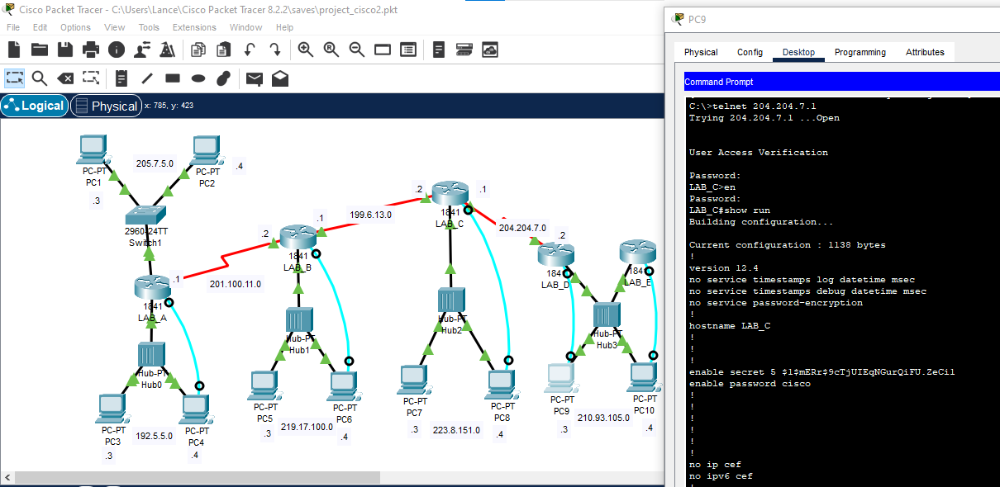 Cisco Packet Tracer - C:\Users\Lance\Cisco Packet Tracer 8.2.2\saves\project_cisco2.pkt
File Edit Options View Tools Extensions Window Help
Logical Physical x: 785, y: 423
PC-PT
PC1
.3
205.7.5.0
PC-PT
PC2
.4
2960-24TT
Switch1
.1
1841
LAB_A
Hub-PT
Hub0
PC-PT
PC3
.3
192.5.5.0
PC-PT
PC4
.4
201.100.11.0
.2
.1
1841
LAB_B
Hub-PT
Hub1
PC-PT
PC5
.3
219.17.100.0
PC-PT
PC6
.4
199.6.13.0
.2
.1
1841
LAB_C
Hub-PT
Hub2
PC-PT
PC7
.3
223.8.151.0
PC-PT
PC8
.4
204.204.7.0
.2
1841
LAB_D
1841
LAB_E
Hub-PT
Hub3
PC-PT
PC9
.3
210.93.105.0
PC-PT
PC10
.4
PC9
Physical Config Desktop Programming Attributes
Command Prompt
C:\>telnet 204.204.7.1
Trying 204.204.7.1 ...Open
User Access Verification
Password:
LAB_C>en
Password:
LAB_C#show run
Building configuration...
Current configuration : 1138 bytes
!
version 12.4
no service timestamps log datetime msec
no service timestamps debug datetime msec
no service password-encryption
!
hostname LAB_C
!
!
!
enable secret 5 $1$mERr$9cTjUIEqNGurQiFU.ZeCi1
enable password cisco
!
!
!
!
!
!
no ip cef
no ipv6 cef
!